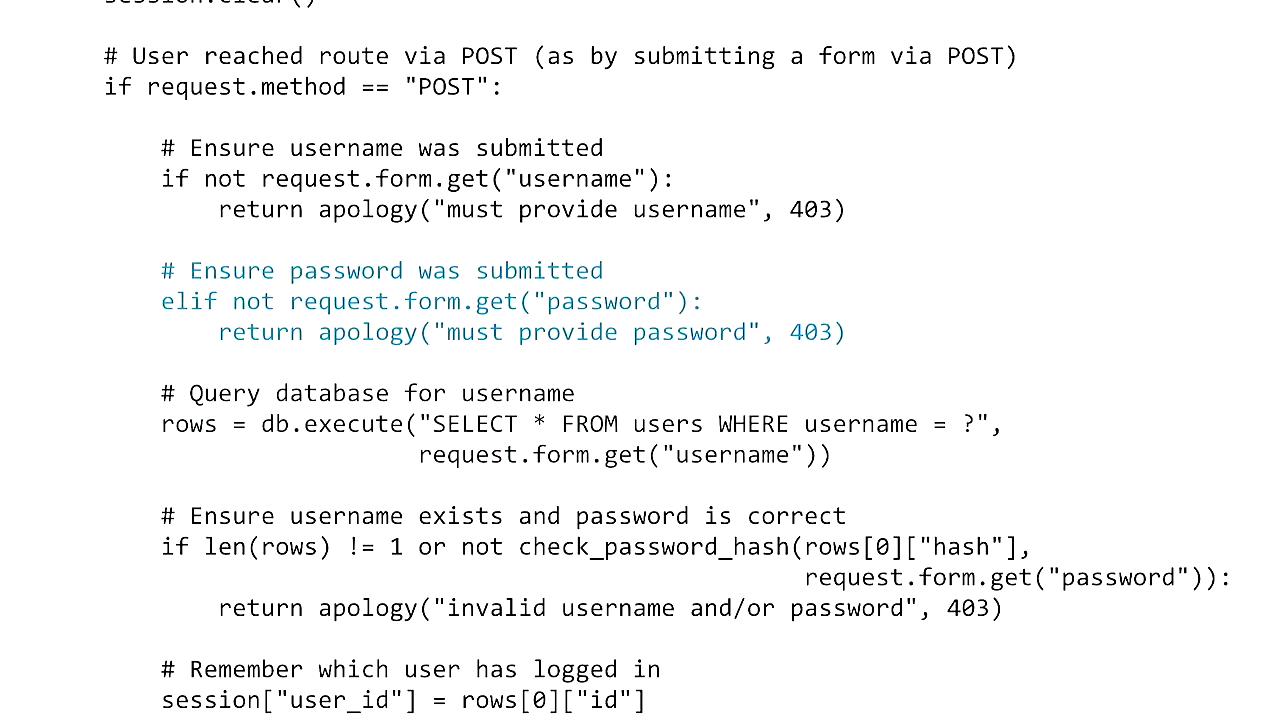 session.clear()
# User reached route via POST (as by submitting a form via POST)
if request.method == "POST":
# Ensure username was submitted
if not request.form.get("username"):
return apology("must provide username", 403)
# Ensure password was submitted
elif not request.form.get("password"):
return apology("must provide password", 403)
# Query database for username
rows = db.execute("SELECT * FROM users WHERE username = ?",
request.form.get("username"))
# Ensure username exists and password is correct
if len(rows) != 1 or not check_password_hash(rows[0]["hash"],
request.form.get("password")):
return apology("invalid username and/or password", 403)
# Remember which user has logged in
session["user_id"] = rows[0]["id"]